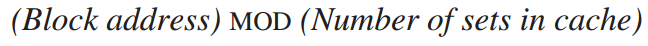 (Block address) MOD (Number of sets in cache)